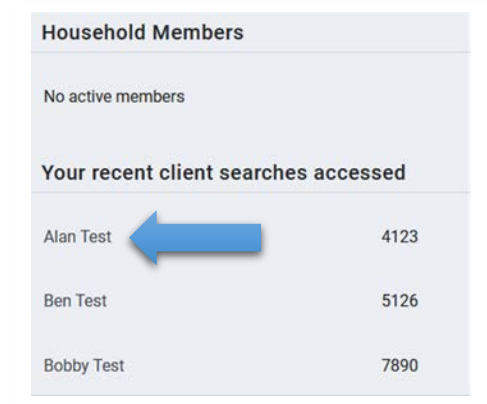 Household Members
No active members
Your recent client searches accessed
Alan Test 4123
Ben Test 5126
Bobby Test 7890